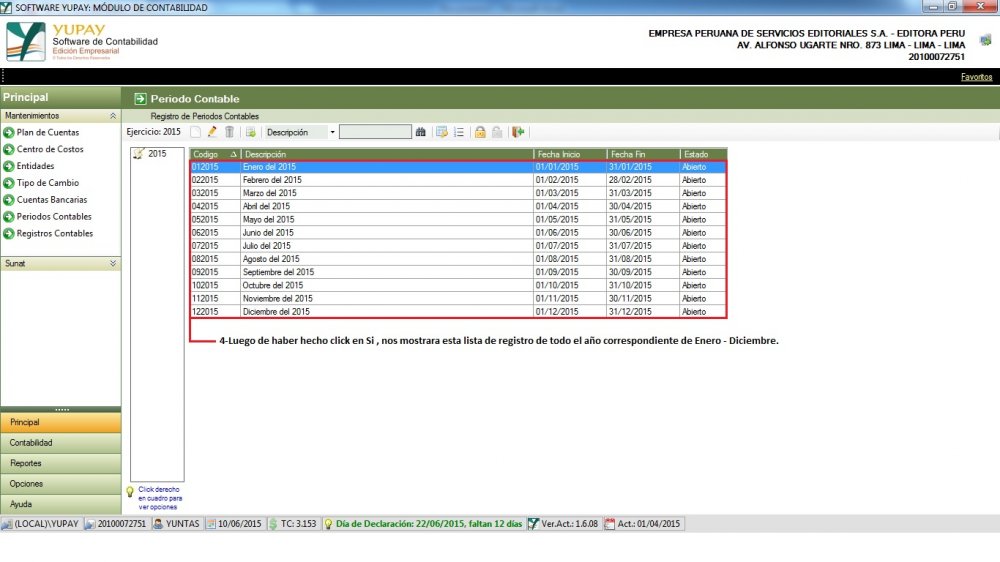 SOFTWARE YUPAY: MÓDULO DE CONTABILIDAD
YUPAY
Software de Contabilidad
Edición Empresarial
© Todos los Derechos Reservados
EMPRESA PERUANA DE SERVICIOS EDITORIALES S.A. - EDITORA PERU
AV. ALFONSO UGARTE NRO. 873 LIMA - LIMA - LIMA
20100072751
Favoritos
Principal
Periodo Contable
Mantenimientos
Registro de Periodos Contables
Plan de Cuentas
Centro de Costos
Entidades
Tipo de Cambio
Cuentas Bancarias
Periodos Contables
Registros Contables
Sunat
Ejercicio: 2015
Descripción
2015
Codigo Descripción Fecha Inicio Fecha Fin Estado
012015 Enero del 2015 01/01/2015 31/01/2015 Abierto
022015 Febrero del 2015 01/02/2015 28/02/2015 Abierto
032015 Marzo del 2015 01/03/2015 31/03/2015 Abierto
042015 Abril del 2015 01/04/2015 30/04/2015 Abierto
052015 Mayo del 2015 01/05/2015 31/05/2015 Abierto
062015 Junio del 2015 01/06/2015 30/06/2015 Abierto
072015 Julio del 2015 01/07/2015 31/07/2015 Abierto
082015 Agosto del 2015 01/08/2015 31/08/2015 Abierto
092015 Septiembre del 2015 01/09/2015 30/09/2015 Abierto
102015 Octubre del 2015 01/10/2015 31/10/2015 Abierto
112015 Noviembre del 2015 01/11/2015 30/11/2015 Abierto
122015 Diciembre del 2015 01/12/2015 31/12/2015 Abierto
4-Luego de haber hecho click en Si , nos mostrara esta lista de registro de todo el año correspondiente de Enero - Diciembre.
Principal
Contabilidad
Reportes
Opciones
Ayuda
Click derecho
en cuadro para
ver opciones
(LOCAL)\YUPAY 20100072751 YUNTAS 10/06/2015 TC: 3.153 Día de Declaración: 22/06/2015, faltan 12 días Ver.Act.: 1.6.08 Act.: 01/04/2015